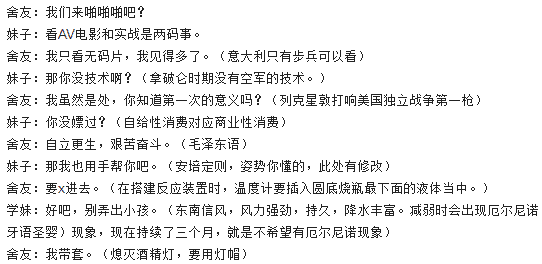 舍友：我们来啪啪啪吧？
妹子：看AV电影和实战是两码事。
舍友：我只看无码片，我见得多了。（意大利只有步兵可以看）
妹子：那你没技术啊？（拿破仑时期没有空军的技术。）
舍友：我虽然是处，你知道第一次的意义吗？（列克星敦打响美国独立战争第一枪）
妹子：你没嫖过？（自给性消费对应商业性消费）
舍友：自立更生，艰苦奋斗。（毛泽东语）
妹子：那我也用手帮你吧。（安培定则，姿势你懂的，此处有修改）
舍友：要x进去。（在搭建反应装置时，温度计要插入圆底烧瓶最下面的液体当中。）
学妹：好吧，别弄出小孩。（东南信风，风力强劲，持久，降水丰富。减弱时会出现厄尔尼诺（西班
牙语圣婴）现象，现在持续了三个月，就是不希望有厄尔尼诺现象）
舍友：我带套。（熄灭酒精灯，要用灯帽）